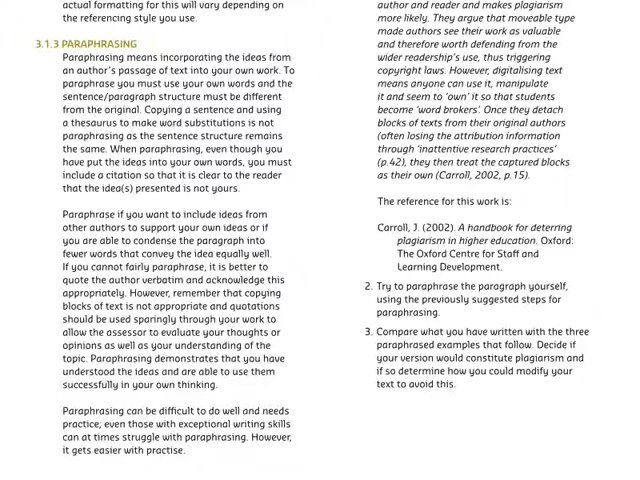 actual formatting for this will vary depending on
the referencing style you use.
3.1.3 PARAPHRASING
Paraphrasing means incorporating the ideas from
an author's passage of text into your own work. To
paraphrase you must use your own words and the
sentence/paragraph structure must be different
from the original. Copying a sentence and using
a thesaurus to make word substitutions is not
paraphrasing as the sentence structure remains
the same. When paraphrasing, even though you
have put the ideas into your own words, you must
include a citation so that it is clear to the reader
that the idea(s) presented is not yours.
Paraphrase if you want to include ideas from
other authors to support your own ideas or if
you are able to condense the paragraph into
fewer words that convey the idea equally well.
If you cannot fairly paraphrase, it is better to
quote the author verbatim and acknowledge this
appropriately. However, remember that copying
blocks of text is not appropriate and quotations
should be used sparingly through your work to
allow the assessor to evaluate your thoughts or
opinions as well as your understanding of the
topic. Paraphrasing demonstrates that you have
understood the ideas and are able to use them
successfully in your own thinking.
Paraphrasing can be difficult to do well and needs
practice; even those with exceptional writing skills
can at times struggle with paraphrasing. However,
it gets easier with practise.
author and reader and makes plagiarism
more likely. They argue that moveable type
made authors see their work as valuable
and therefore worth defending from the
wider readership's use, thus triggering
copyright laws. However, digitalising text
means anyone can use it, manipulate
it and seem to 'own' it so that students
become 'word brokers'. Once they detach
blocks of texts from their original authors
(often losing the attribution information
through 'inattentive research practices'
(p.42), they then treat the captured blocks
as their own (Carroll, 2002, p.15).
The reference for this work is:
Carroll, J. (2002). A handbook for deterring
plagiarism in higher education. Oxford:
The Oxford Centre for Staff and
Learning Development.
2. Try to paraphrase the paragraph yourself,
using the previously suggested steps for
paraphrasing.
3. Compare what you have written with the three
paraphrased examples that follow. Decide if
your version would constitute plagiarism and
if so determine how you could modify your
text to avoid this.